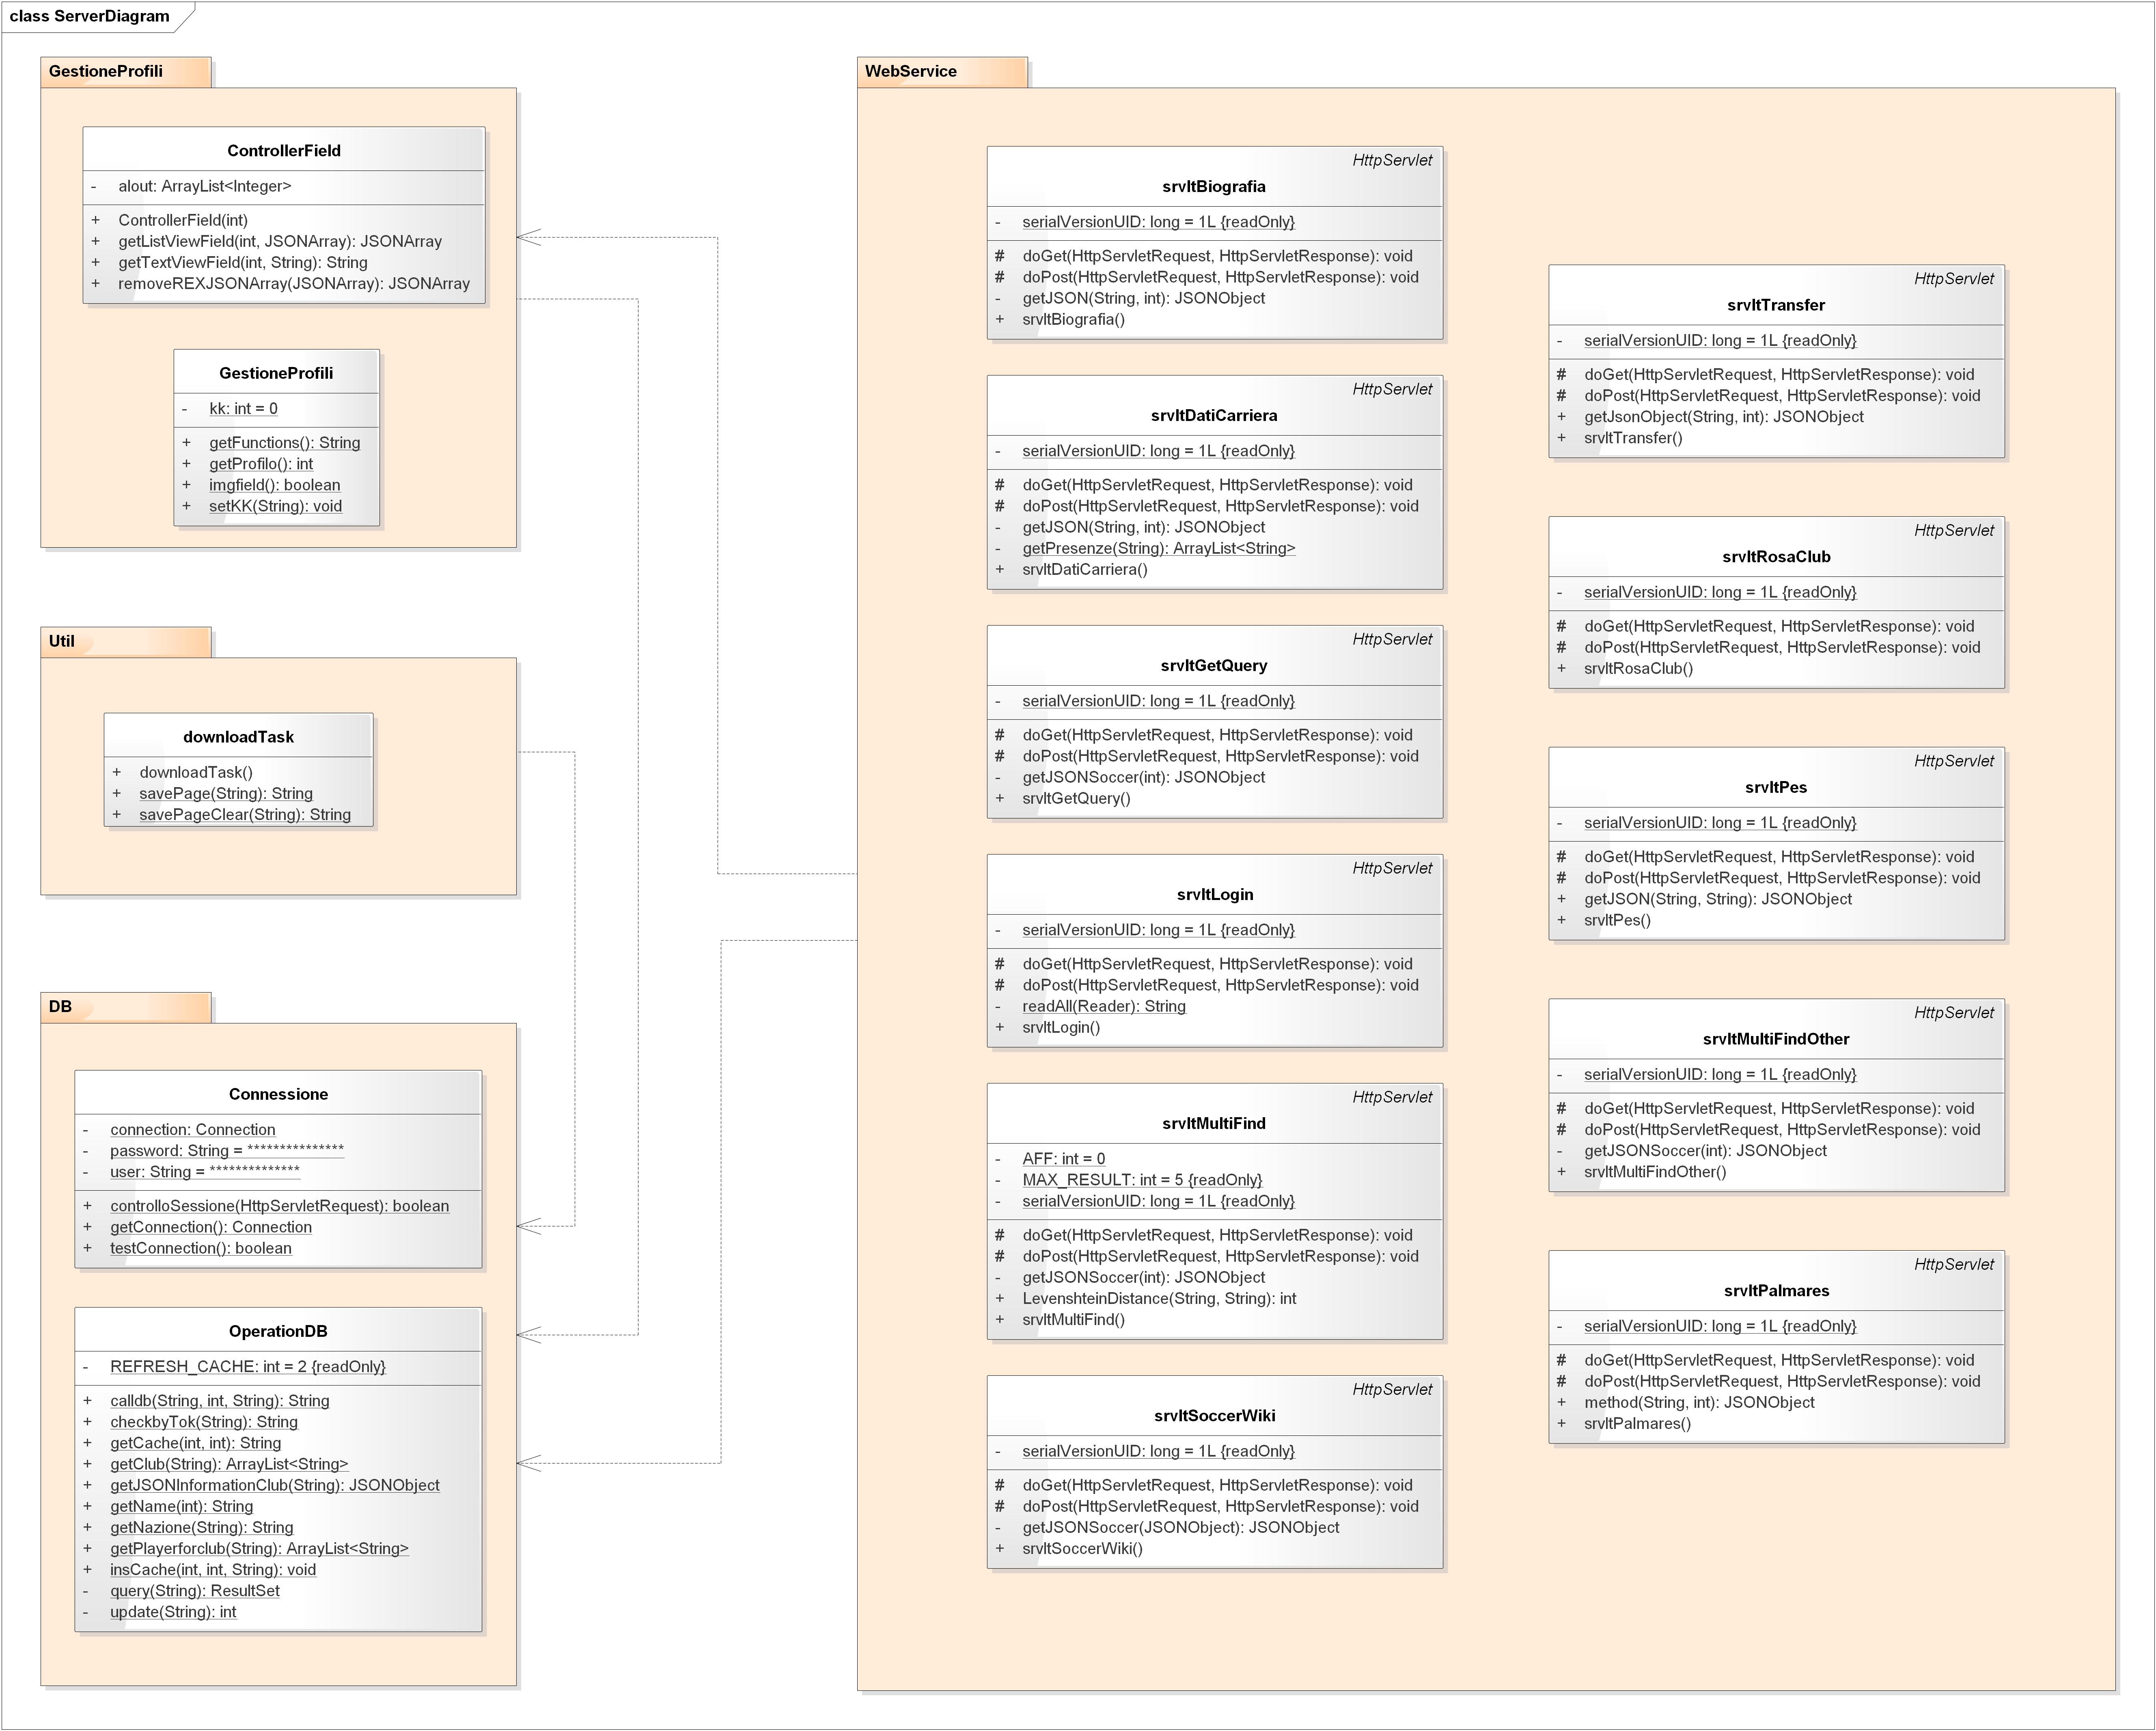 class ServerDiagram
GestioneProfili
ControllerField
- alout: ArrayList<Integer>
+ ControllerField(int)
+ getListViewField(int, JSONArray): JSONArray
+ getTextViewField(int, String): String
+ removeREXJSONArray(JSONArray): JSONArray
GestioneProfili
- kk: int = 0
+ getFunctions(): String
+ getProfilo(): int
+ imgfield(): boolean
+ setKK(String): void
Util
downloadTask
+ downloadTask()
+ savePage(String): String
+ savePageClear(String): String
DB
Connessione
- connection: Connection
- password: String = ***************
- user: String = **************
+ controlloSessione(HttpServletRequest): boolean
+ getConnection(): Connection
+ testConnection(): boolean
OperationDB
- REFRESH_CACHE: int = 2 {readOnly}
+ calldb(String, int, String): String
+ checkbyTok(String): String
+ getCache(int, int): String
+ getClub(String): ArrayList<String>
+ getJSONInformationClub(String): JSONObject
+ getName(int): String
+ getNazione(String): String
+ getPlayerforclub(String): ArrayList<String>
+ insCache(int, int, String): void
- query(String): ResultSet
- update(String): int
WebService
HttpServlet
srvltBiografia
- serialVersionUID: long = 1L {readOnly}
# doGet(HttpServletRequest, HttpServletResponse): void
# doPost(HttpServletRequest, HttpServletResponse): void
- getJSON(String, int): JSONObject
+ srvltBiografia()
HttpServlet
srvltDatiCarriera
- serialVersionUID: long = 1L {readOnly}
# doGet(HttpServletRequest, HttpServletResponse): void
# doPost(HttpServletRequest, HttpServletResponse): void
- getJSON(String, int): JSONObject
- getPresenze(String): ArrayList<String>
+ srvltDatiCarriera()
HttpServlet
srvltGetQuery
- serialVersionUID: long = 1L {readOnly}
# doGet(HttpServletRequest, HttpServletResponse): void
# doPost(HttpServletRequest, HttpServletResponse): void
- getJSONSoccer(int): JSONObject
+ srvltGetQuery()
HttpServlet
srvltLogin
- serialVersionUID: long = 1L {readOnly}
# doGet(HttpServletRequest, HttpServletResponse): void
# doPost(HttpServletRequest, HttpServletResponse): void
- readAll(Reader): String
+ srvltLogin()
HttpServlet
srvltMultiFind
- AFF: int = 0
- MAX_RESULT: int = 5 {readOnly}
- serialVersionUID: long = 1L {readOnly}
# doGet(HttpServletRequest, HttpServletResponse): void
# doPost(HttpServletRequest, HttpServletResponse): void
- getJSONSoccer(int): JSONObject
+ LevenshteinDistance(String, String): int
+ srvltMultiFind()
HttpServlet
srvltSoccerWiki
- serialVersionUID: long = 1L {readOnly}
# doGet(HttpServletRequest, HttpServletResponse): void
# doPost(HttpServletRequest, HttpServletResponse): void
- getJSONSoccer(JSONObject): JSONObject
+ srvltSoccerWiki()
HttpServlet
srvltTransfer
- serialVersionUID: long = 1L {readOnly}
# doGet(HttpServletRequest, HttpServletResponse): void
# doPost(HttpServletRequest, HttpServletResponse): void
+ getJsonObject(String, int): JSONObject
+ srvltTransfer()
HttpServlet
srvltRosaClub
- serialVersionUID: long = 1L {readOnly}
# doGet(HttpServletRequest, HttpServletResponse): void
# doPost(HttpServletRequest, HttpServletResponse): void
+ srvltRosaClub()
HttpServlet
srvltPes
- serialVersionUID: long = 1L {readOnly}
# doGet(HttpServletRequest, HttpServletResponse): void
# doPost(HttpServletRequest, HttpServletResponse): void
+ getJSON(String, String): JSONObject
+ srvltPes()
HttpServlet
srvltMultiFindOther
- serialVersionUID: long = 1L {readOnly}
# doGet(HttpServletRequest, HttpServletResponse): void
# doPost(HttpServletRequest, HttpServletResponse): void
- getJSONSoccer(int): JSONObject
+ srvltMultiFindOther()
HttpServlet
srvltPalmares
- serialVersionUID: long = 1L {readOnly}
# doGet(HttpServletRequest, HttpServletResponse): void
# doPost(HttpServletRequest, HttpServletResponse): void
+ method(String, int): JSONObject
+ srvltPalmares()